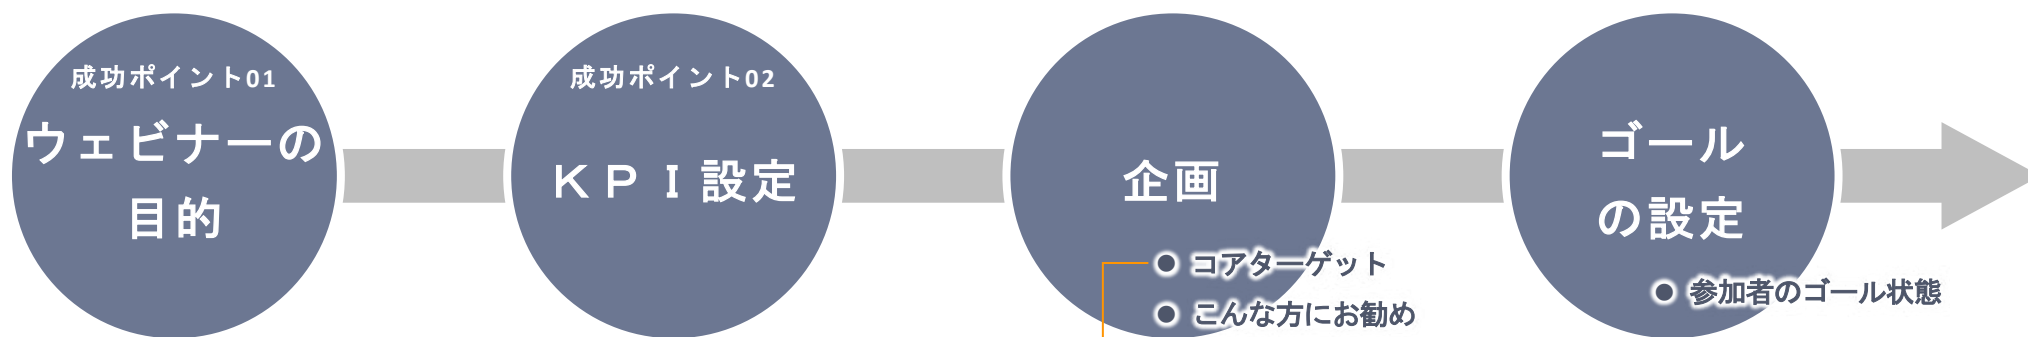 成功ポイント01
ウェビナーの
目的
成功ポイント02
ＫＰＩ設定
企画
● コアターゲット
● こんな方にお勧め
ゴール
の設定
● 参加者のゴール状態